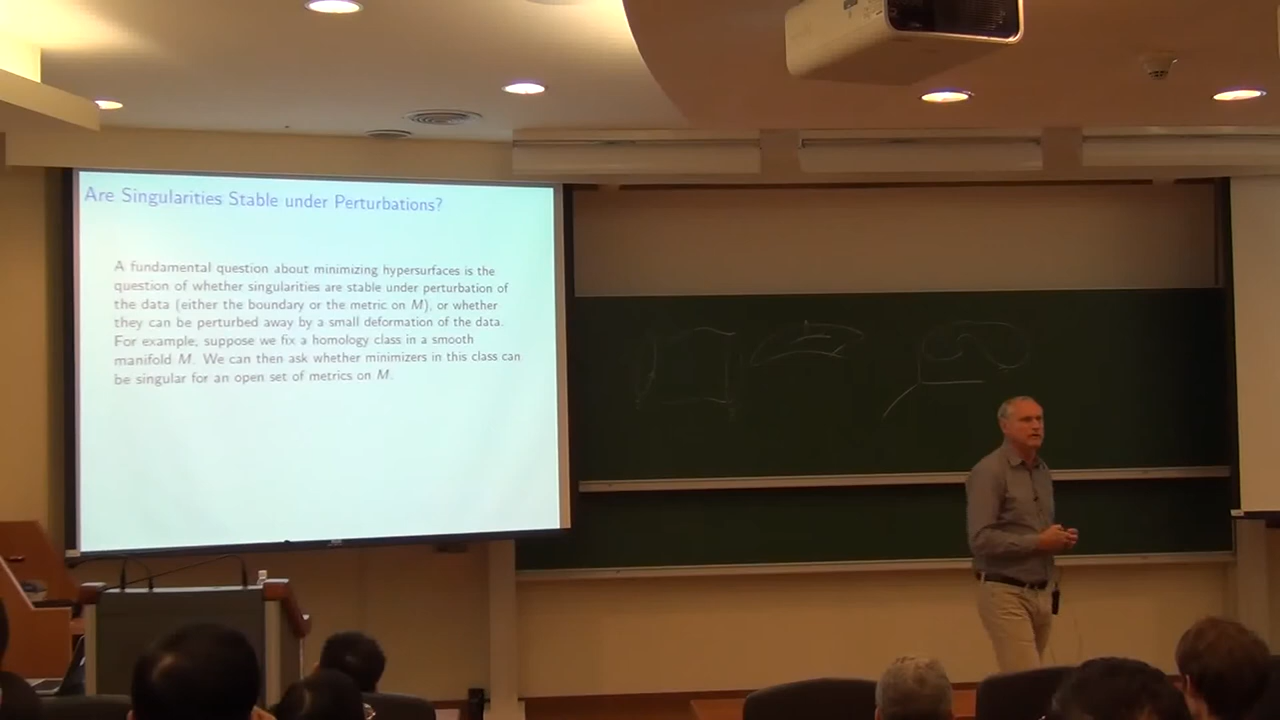 Are Singularities Stable under Perturbations?
A fundamental question about minimizing hypersurfaces is the
question of whether singularities are stable under perturbation of
the data (either the boundary or the metric on M), or whether
they can be perturbed away by a small deformation of the data.
For example, suppose we fix a homology class in a smooth
manifold M. We can then ask whether minimizers in this class can
be singular for an open set of metrics on M.